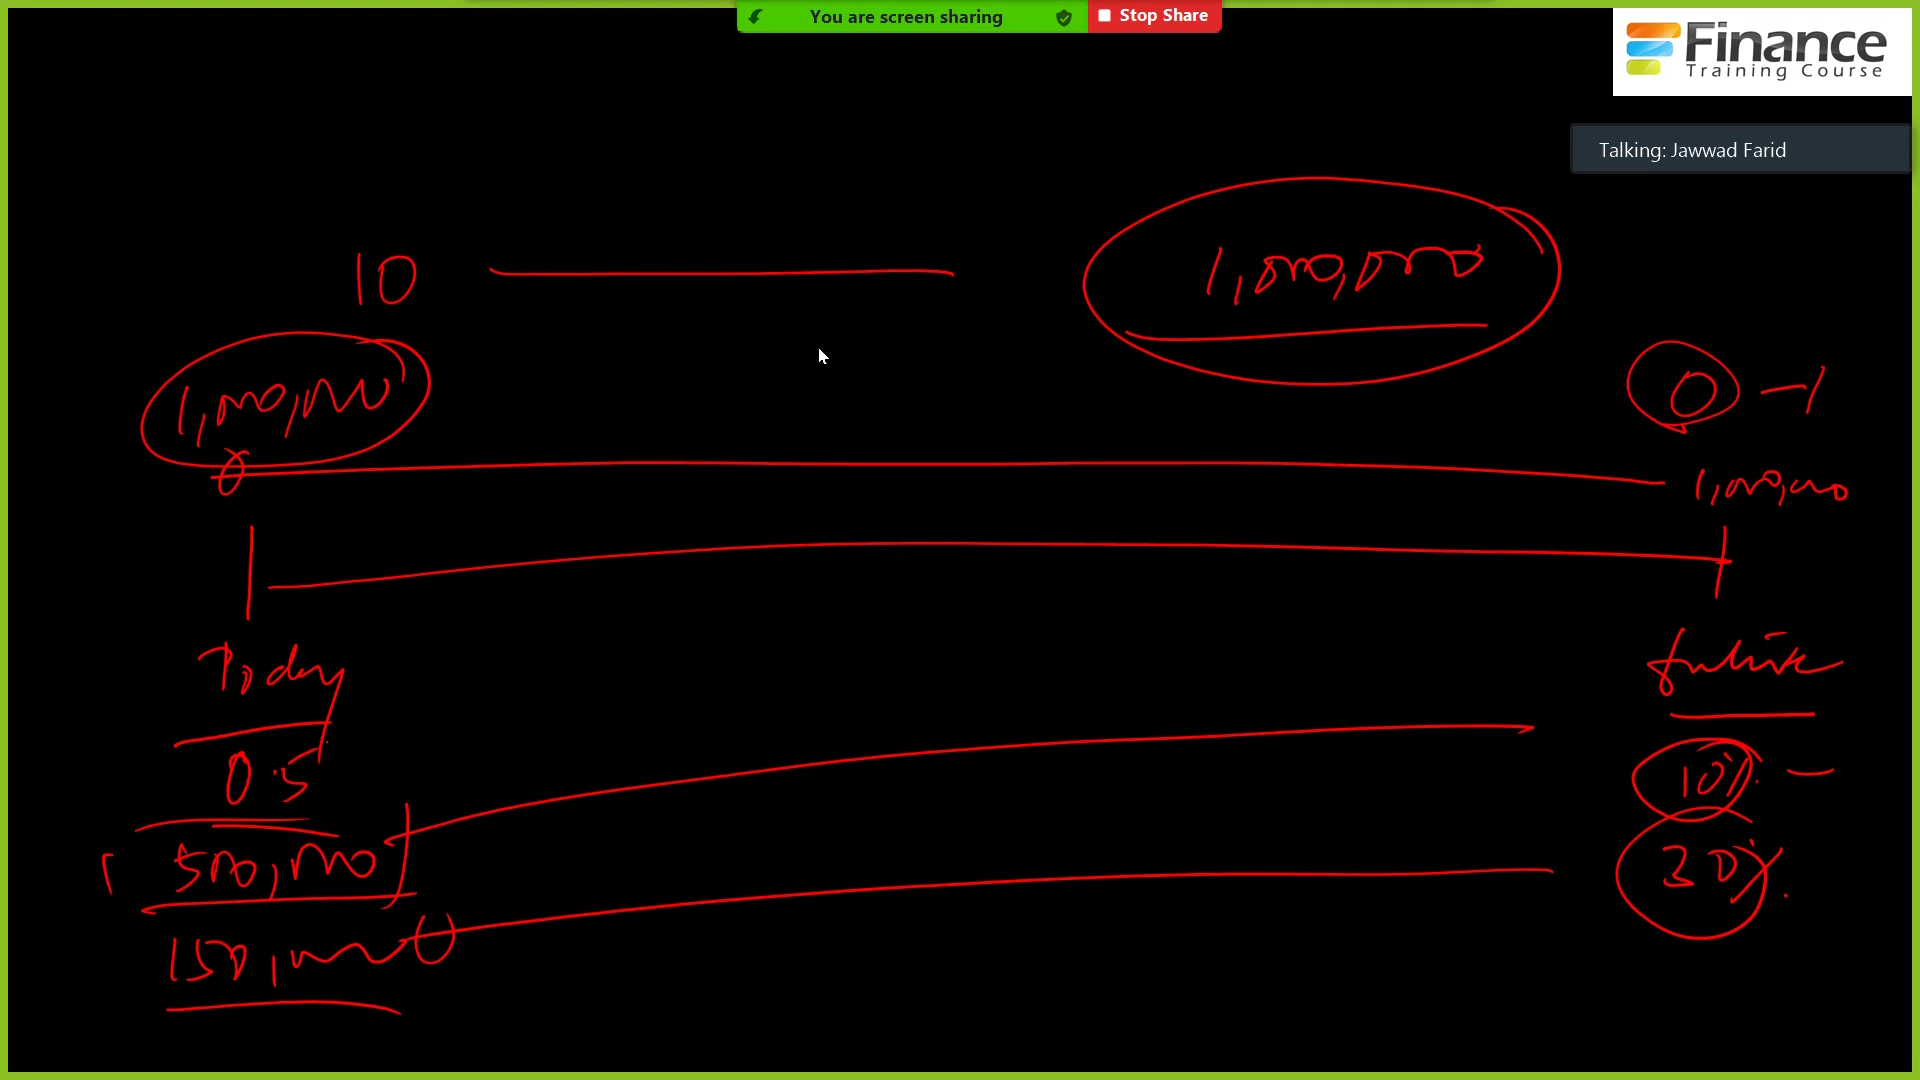 You are screen sharing Stop Share
Finance
Training Course
Talking: Jawwad Farid
10 1,000,000
1,000,000 0 - 1
0 1,000,000
Today future
0.5 10%. -
500,000 30%.
150,000